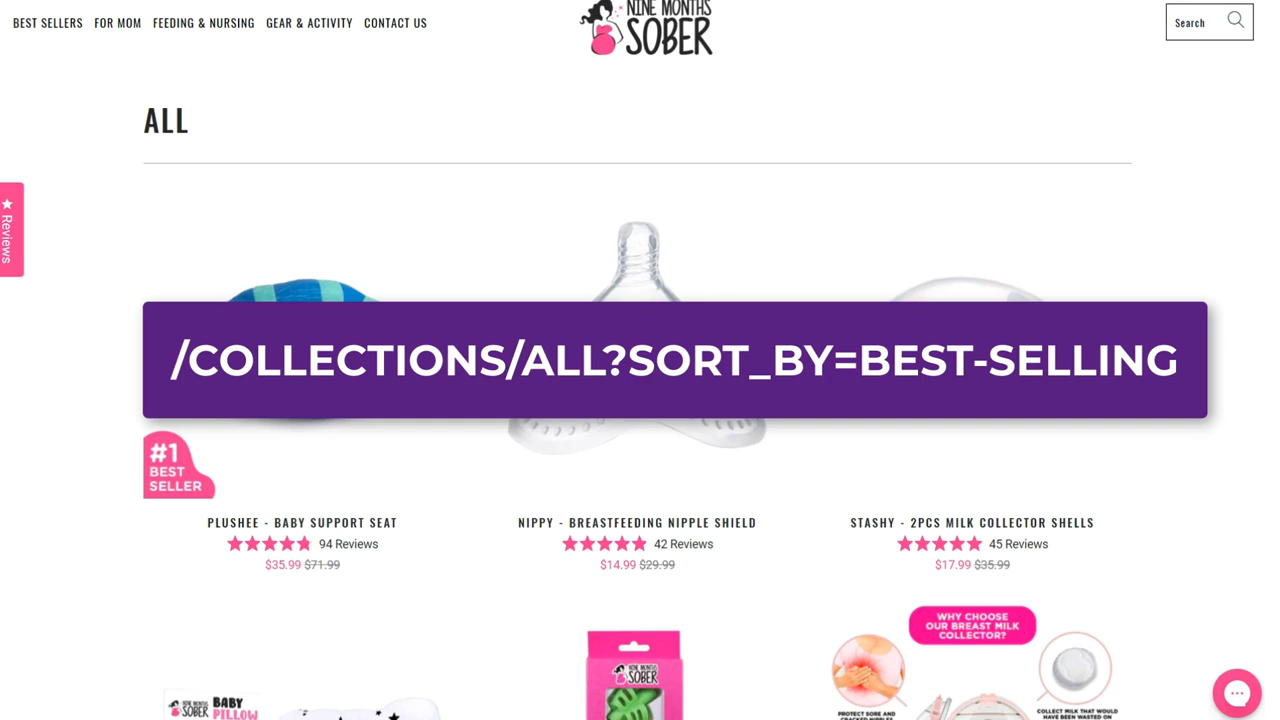 BEST SELLERS FOR MOM FEEDING & NURSING GEAR & ACTIVITY CONTACT US
NINE MONTHS
SOBER
Search
ALL
Reviews
/COLLECTIONS/ALL?SORT_BY=BEST-SELLING
#1
BEST
SELLER
PLUSHEE - BABY SUPPORT SEAT
94 Reviews
$35.99 $71.99
NIPPY - BREASTFEEDING NIPPLE SHIELD
42 Reviews
$14.99 $29.99
STASHY - 2PCS MILK COLLECTOR SHELLS
45 Reviews
$17.99 $35.99
NINE MONTHS
SOBER
BABY
PILLOW
NINE MONTHS
SOBER
WHY CHOOSE
OUR BREAST MILK
COLLECTOR?
PROTECT SORE AND
CRACKED NIPPLES
COLLECT MILK THAT WOULD
HAVE BEEN WASTED ON